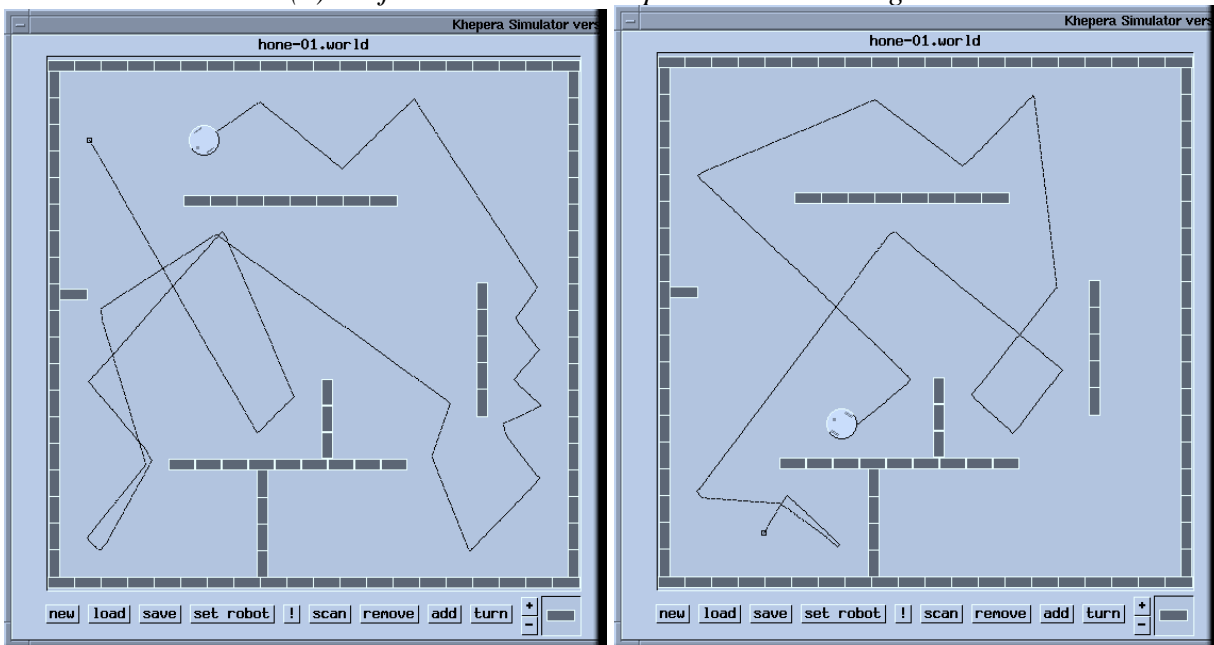 Khepera Simulator vers
hone-01.world
new load save set robot ! scan remove add turn + -
Khepera Simulator vers
hone-01.world
new load save set robot ! scan remove add turn + -